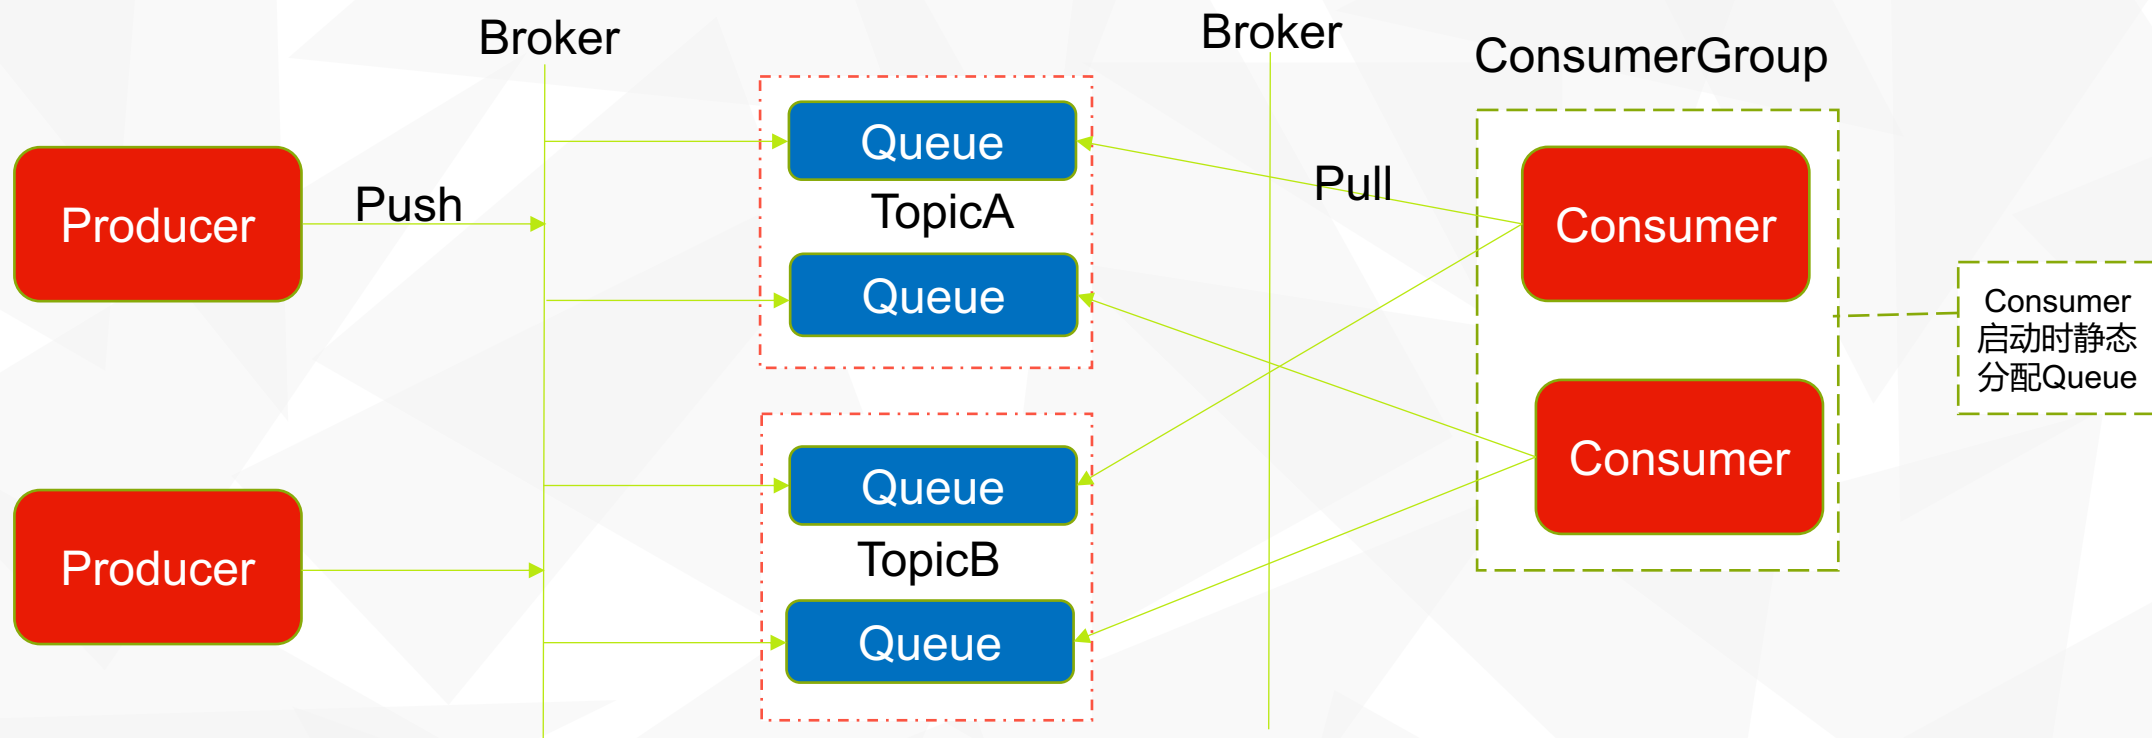 Broker
Broker
ConsumerGroup
Queue
Producer
Push
TopicA
Pull
Consumer
Queue
Consumer
启动时静态
分配Queue
Queue
Consumer
Producer
TopicB
Queue